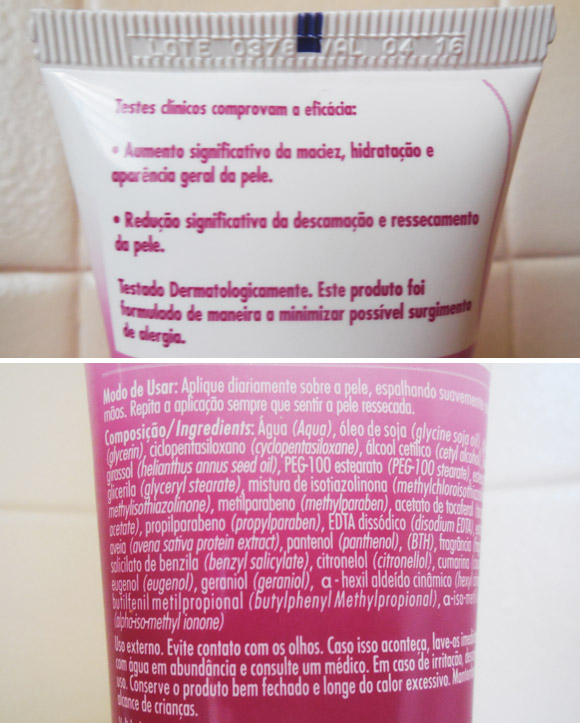 LOTE 0378 VAL 04 16
Testes clínicos comprovam a eficácia:
• Aumento significativo da maciez, hidratação e
aparência geral da pele.
• Redução significativa da descamação e ressecamento
da pele.
Testado Dermatologicamente. Este produto foi
formulado de maneira a minimizar possível surgimento
de alergia.
Modo de Usar: Aplique diariamente sobre a pele, espalhando suavemente
mãos. Repita a aplicação sempre que sentir a pele ressecada.
Composição/Ingredients: Água (Aqua), óleo de soja (glycine soja oil),
(glycerin), ciclopentasiloxano (cyclopentasiloxane), álcool cetílico (cetyl alcohol)
girassol (helianthus annus seed oil), PEG-100 estearato (PEG-100 stearate),
glicerila (glyceryl stearate), mistura de isotiazolinona (methylchloroisothia
methylisothiazolinone), metilparabeno (methylparaben), acetato de tocoferol
acetate), propilparabeno (propylparaben), EDTA dissódico (disodium EDTA),
aveia (avena sativa protein extract), pantenol (panthenol), (BTH), fragrância
salicilato de benzila (benzyl salicylate), citronelol (citronellol), cumarina
eugenol (eugenol), geraniol (geraniol), α-hexil aldeído cinâmico (hexyl
butilfenil metilpropional (butylphenyl Methylpropional), α-iso-me
(alpha-iso-methyl ionone)
Uso externo. Evite contato com os olhos. Caso isso aconteça, lave-os
com água em abundância e consulte um médico. Em caso de irritação,
uso. Conserve o produto bem fechado e longe do calor excessivo.
alcance de crianças.